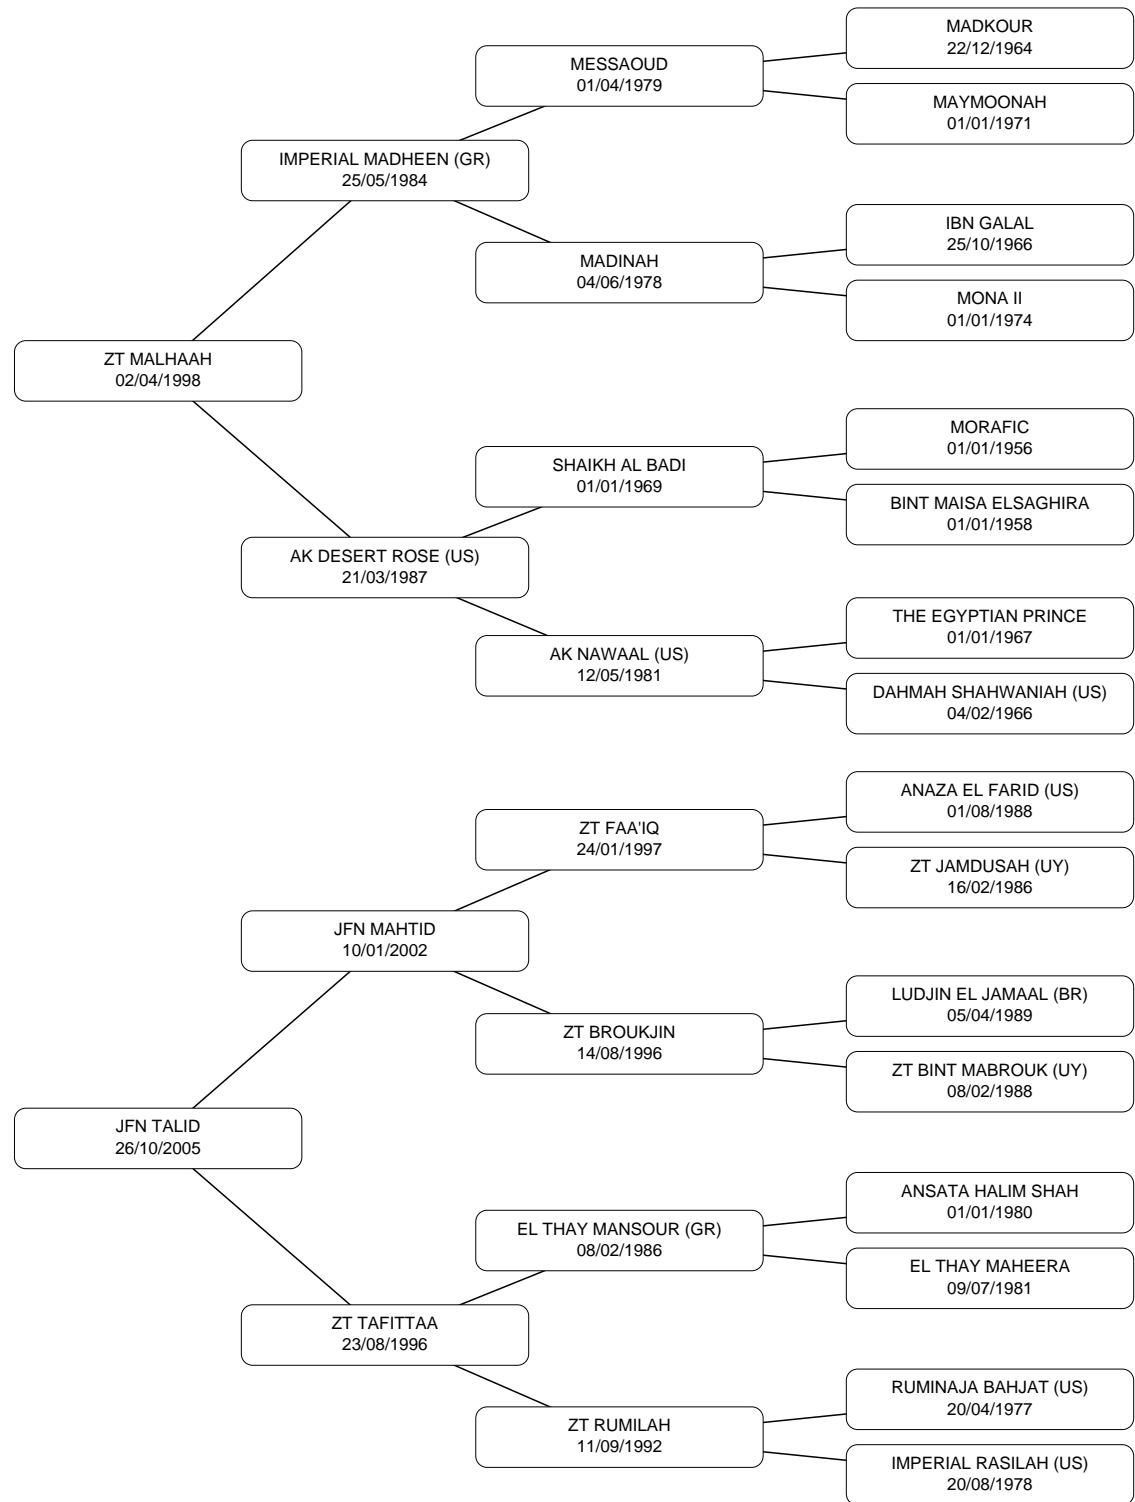 MADKOUR
22/12/1964
MESSAOUD
01/04/1979
MAYMOONAH
01/01/1971
IMPERIAL MADHEEN (GR)
25/05/1984
IBN GALAL
25/10/1966
MADINAH
04/06/1978
MONA II
01/01/1974
ZT MALHAAH
02/04/1998
MORAFIC
01/01/1956
SHAIKH AL BADI
01/01/1969
BINT MAISA ELSAGHIRA
01/01/1958
AK DESERT ROSE (US)
21/03/1987
THE EGYPTIAN PRINCE
01/01/1967
AK NAWAAL (US)
12/05/1981
DAHMAH SHAHWANIAH (US)
04/02/1966
ANAZA EL FARID (US)
01/08/1988
ZT FAA'IQ
24/01/1997
ZT JAMDUSAH (UY)
16/02/1986
JFN MAHTID
10/01/2002
LUDJIN EL JAMAAL (BR)
05/04/1989
ZT BROUKJIN
14/08/1996
ZT BINT MABROUK (UY)
08/02/1988
JFN TALID
26/10/2005
ANSATA HALIM SHAH
01/01/1980
EL THAY MANSOUR (GR)
08/02/1986
EL THAY MAHEERA
09/07/1981
ZT TAFITTAA
23/08/1996
RUMINAJA BAHJAT (US)
20/04/1977
ZT RUMILAH
11/09/1992
IMPERIAL RASILAH (US)
20/08/1978